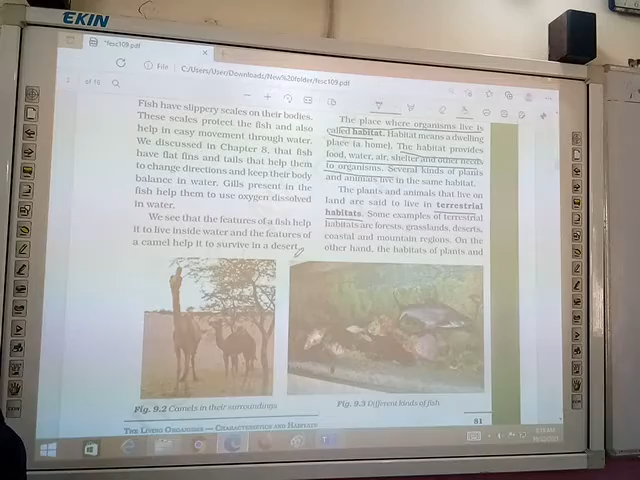 EKIN
fesc109.pdf
File
C:/Users/User/Downloads/New%20folder/fesc109.pdf
of 16
Fish have slippery scales on their bodies.
These scales protect the fish and also
help in easy movement through water.
We discussed in Chapter 8, that fish
have flat fins and tails that help them
to change directions and keep their body
balance in water. Gills present in the
fish help them to use oxygen dissolved
in water.
We see that the features of a fish help
it to live inside water and the features of
a camel help it to survive in a desert.
Fig. 9.2 Camels in their surroundings
The place where organisms live is
called habitat. Habitat means a dwelling
place (a home). The habitat provides
food, water, air, shelter and other needs
to organisms. Several kinds of plants
and animals live in the same habitat.
The plants and animals that live on
land are said to live in terrestrial
habitats. Some examples of terrestrial
habitats are forests, grasslands, deserts,
coastal and mountain regions. On the
other hand, the habitats of plants and
Fig. 9.3 Different kinds of fish
The Living Organisms — Characteristics and Habitats
81